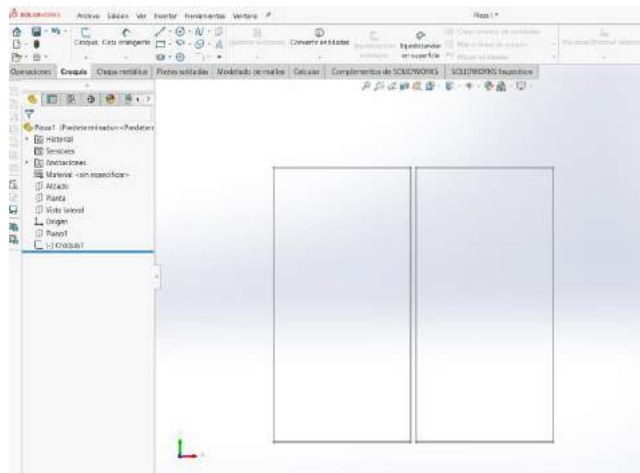 SOLIDWORKS Archivo Edición Ver Insertar Herramientas Ventana Pieza1 *
Croquis Cota inteligente Convertir entidades Equidistanciar en superficie
Operaciones Croquis Chapa metálica Piezas soldadas Modelado de mallas Calcular Complementos de SOLIDWORKS SOLIDWORKS Inspection
Pieza1 (Predeterminado<<Predeterm
Historial
Sensores
Anotaciones
Material <sin especificar>
Alzado
Planta
Vista lateral
Origen
Plano1
(-) Croquis1